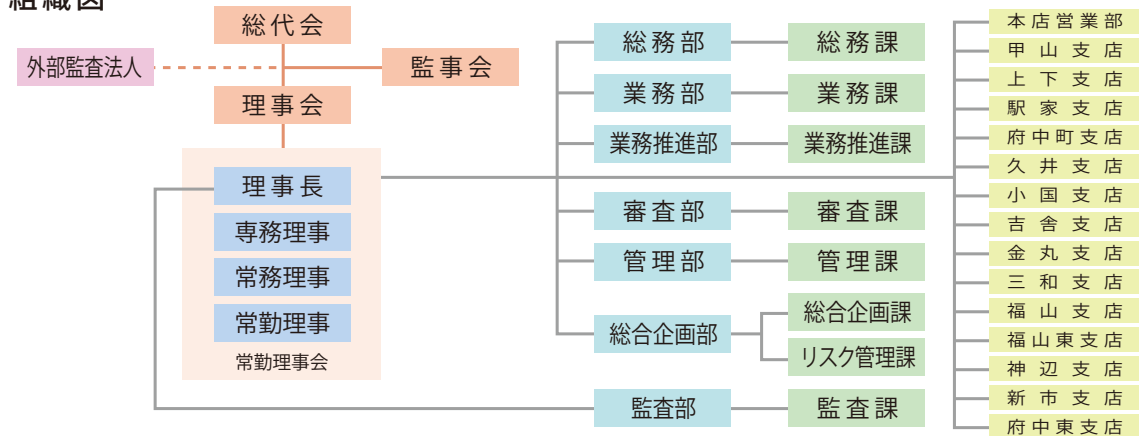 組織図
総代会
外部監査法人
監事会
理事会
理事長
専務理事
常務理事
常勤理事
常勤理事会
総務部
総務課
業務部
業務課
業務推進部
業務推進課
審査部
審査課
管理部
管理課
総合企画部
総合企画課
リスク管理課
監査部
監査課
本店営業部
甲山支店
上下支店
駅家支店
府中町支店
久井支店
小国支店
吉舎支店
金丸支店
三和支店
福山支店
福山東支店
神辺支店
新市支店
府中東支店